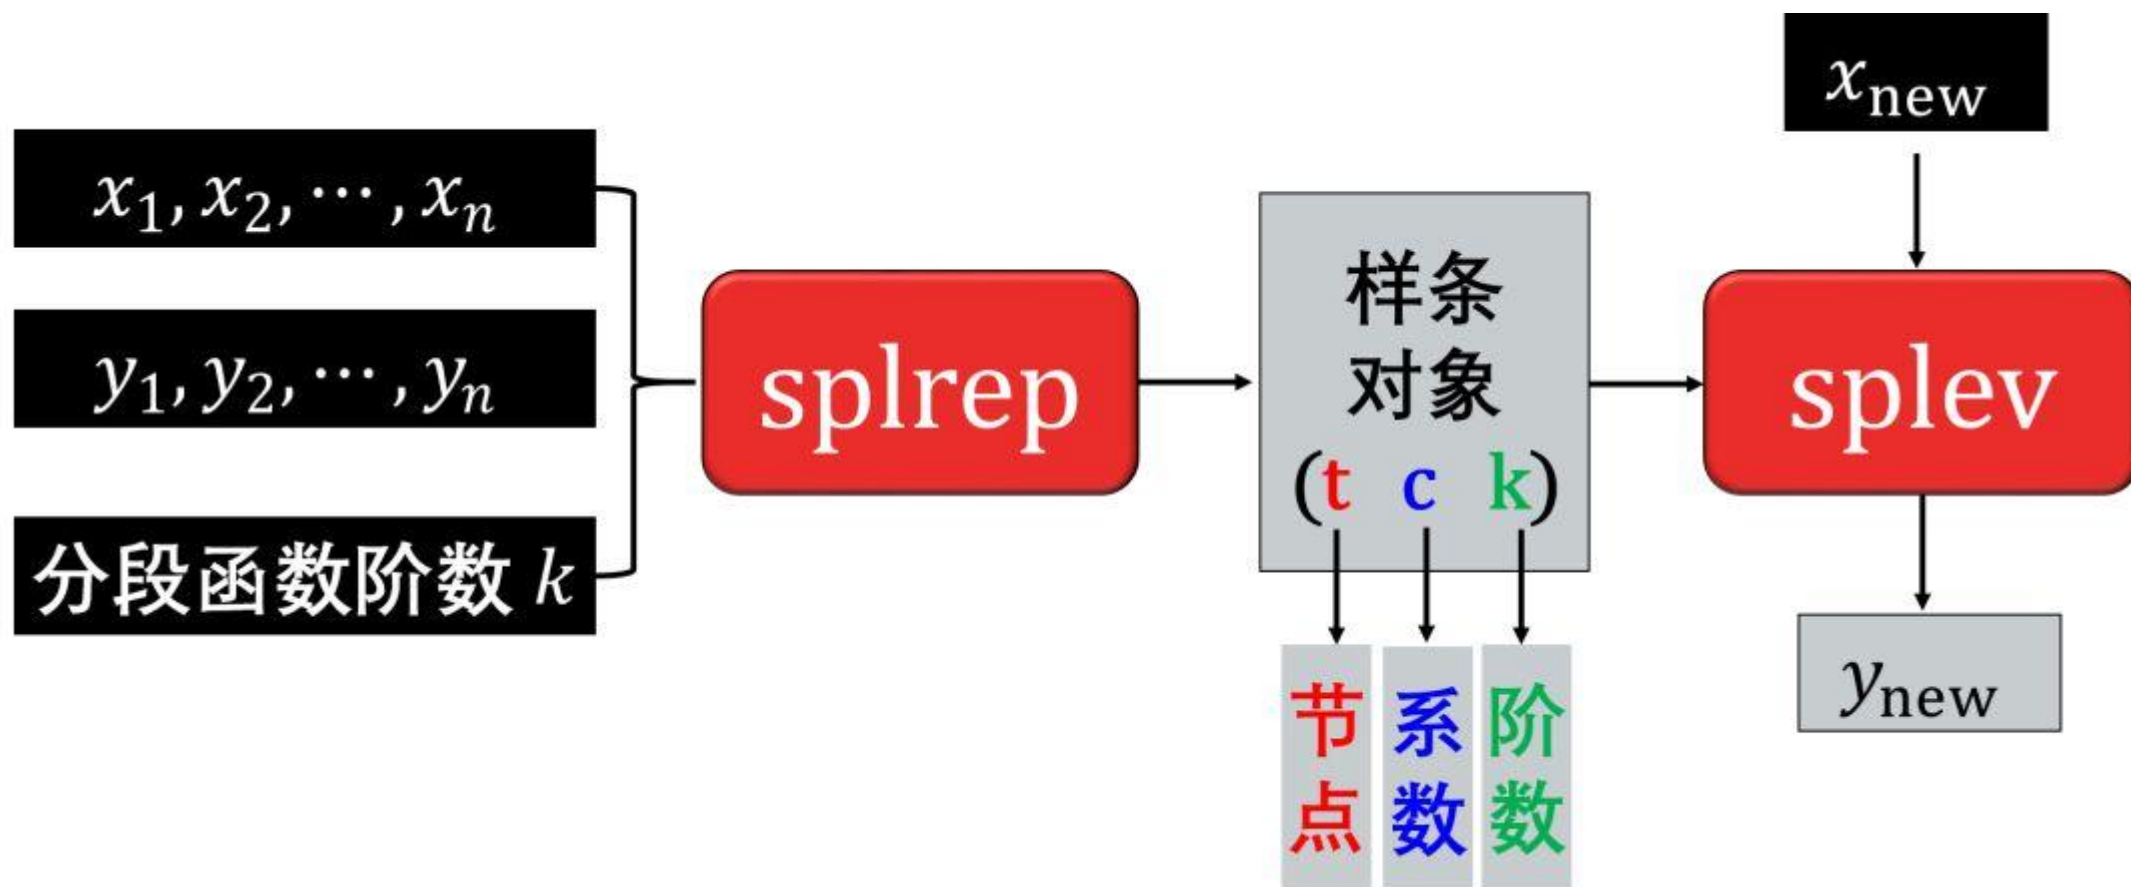 x₁, x₂, ⋯ , xₙ
y₁, y₂, ⋯ , yₙ
分段函数阶数 k
splrep
样条
对象
(t c k)
节点
系数
阶数
x_new
splev
y_new